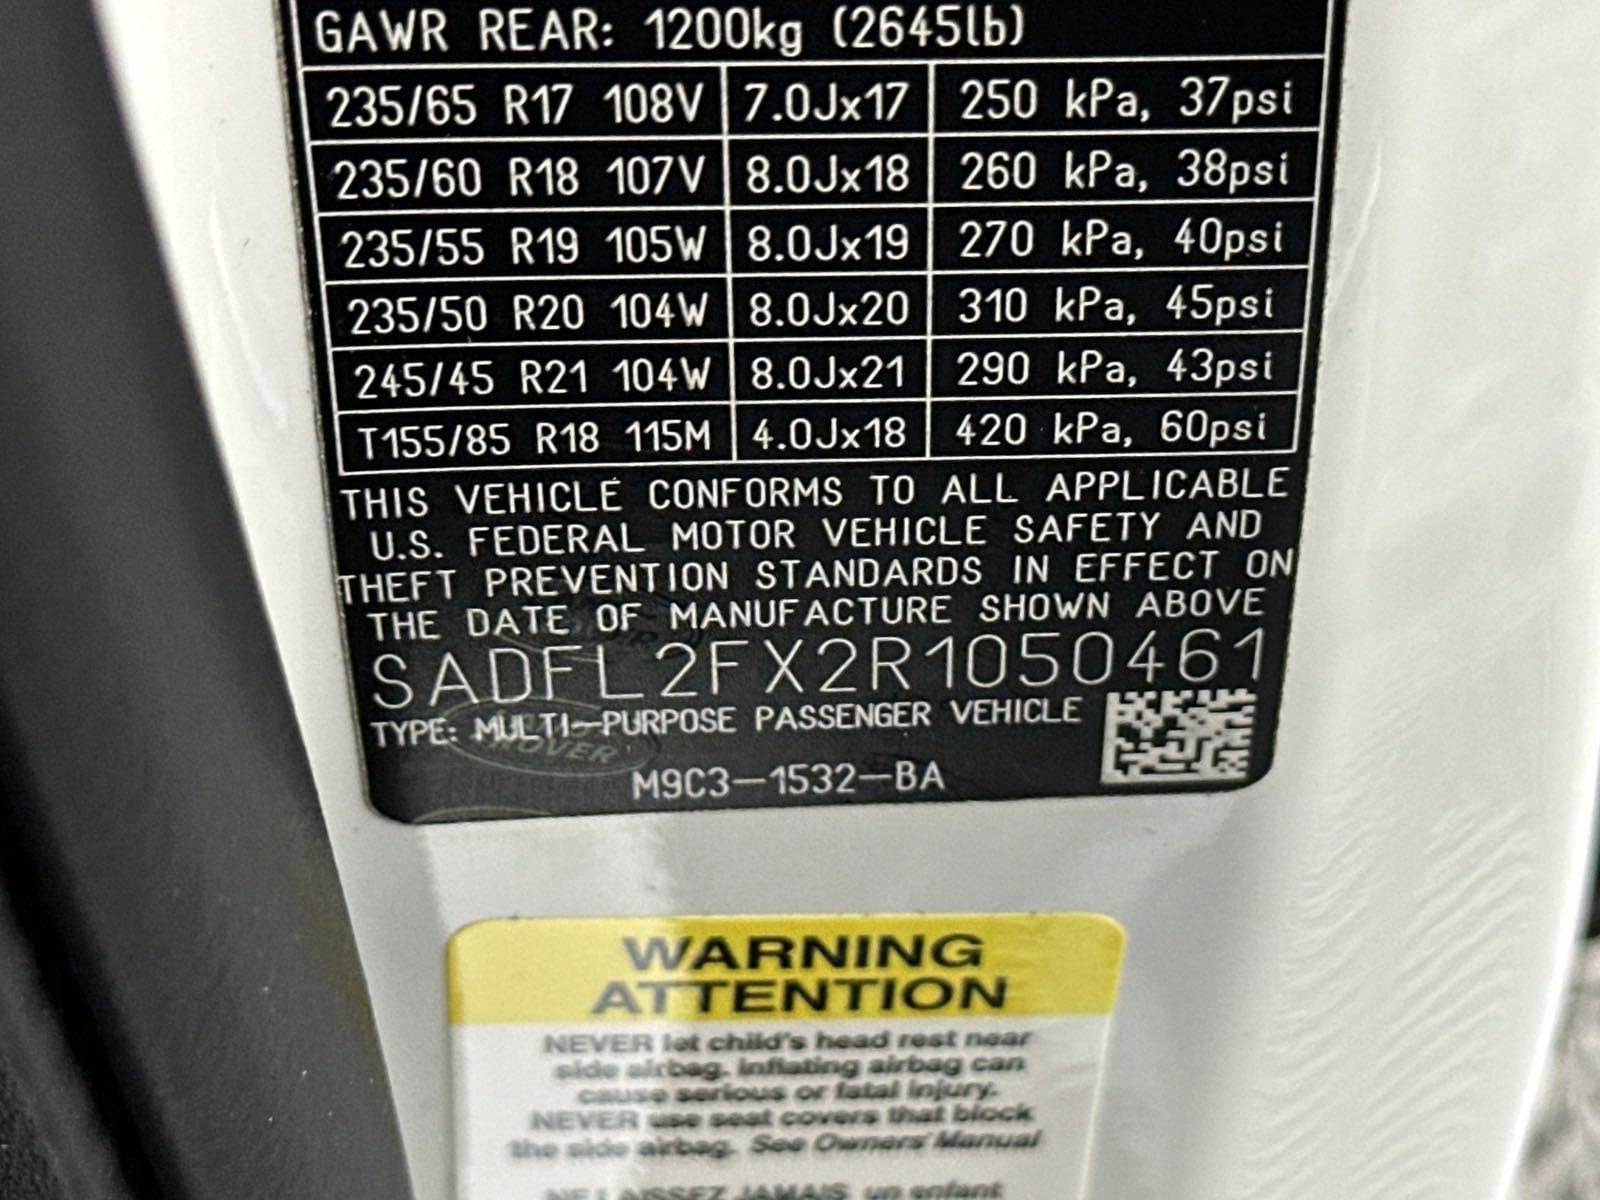 GAWR REAR: 1200kg (2645lb)
235/65 R17 108V 7.0Jx17 250 kPa, 37psi
235/60 R18 107V 8.0Jx18 260 kPa, 38psi
235/55 R19 105W 8.0Jx19 270 kPa, 40psi
235/50 R20 104W 8.0Jx20 310 kPa, 45psi
245/45 R21 104W 8.0Jx21 290 kPa, 43psi
T155/85 R18 115M 4.0Jx18 420 kPa, 60psi
THIS VEHICLE CONFORMS TO ALL APPLICABLE
U.S. FEDERAL MOTOR VEHICLE SAFETY AND
THEFT PREVENTION STANDARDS IN EFFECT ON
THE DATE OF MANUFACTURE SHOWN ABOVE
SADFL2FX2R1050461
TYPE: MULTI-PURPOSE PASSENGER VEHICLE
ROVER
M9C3-1532-BA
WARNING
ATTENTION
NEVER let child's head rest near
side airbag. Inflating airbag can
cause serious or fatal injury.
NEVER use seat covers that block
the side airbag. See Owners' Manual
NE LAISSEZ JAMAIS un enfant